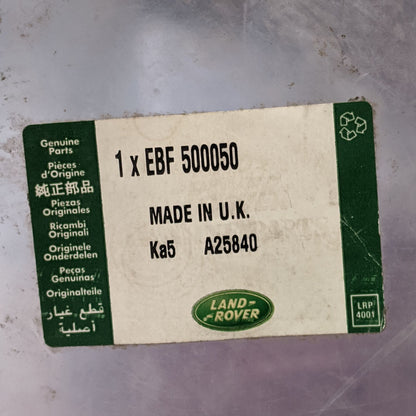 Genuine
Parts
Pièces
d'Origine
純正部品
Piezas
Originales
Ricambi
Originali
Originele
Onderdelen
Peças
Genuinas
Originalteile
قطع غيار
أصلية
1 x EBF 500050
MADE IN U.K.
Ka5 A25840
LAND-
-ROVER
LRP
4001